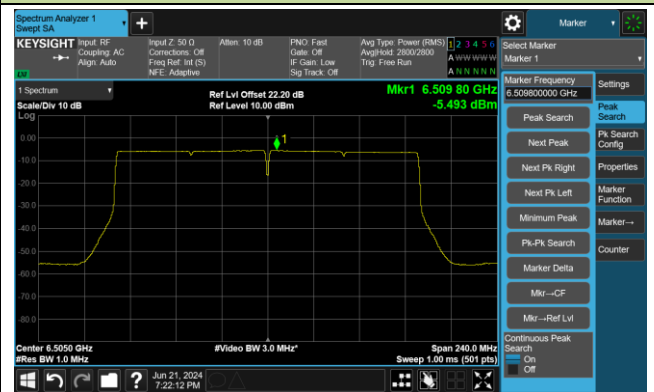 Spectrum Analyzer 1
Swept SA
Marker
KEYSIGHT
Input: RF
Coupling: AC
Align: Auto
Input Z: 50 Ω
Corrections: Off
Freq Ref: Int (S)
NFE: Adaptive
Atten: 10 dB
PNO: Fast
Gate: Off
IF Gain: Low
Sig Track: Off
Avg Type: Power (RMS)
Avg|Hold: 2800/2800
Trig: Free Run
1 2 3 4 5 6
A W W W W W
A N N N N N
Select Marker
Marker 1
LXI
1 Spectrum
Scale/Div 10 dB
Log
Ref Lvl Offset 22.20 dB
Ref Level 10.00 dBm
Mkr1 6.509 80 GHz
-5.493 dBm
1
0.00
-10.0
-20.0
-30.0
-40.0
-50.0
-60.0
-70.0
-80.0
Center 6.5050 GHz
#Res BW 1.0 MHz
#Video BW 3.0 MHz*
Span 240.0 MHz
Sweep 1.00 ms (501 pts)
Marker Frequency
6.509800000 GHz
Peak Search
Next Peak
Next Pk Right
Next Pk Left
Minimum Peak
Pk-Pk Search
Marker Delta
Mkr→CF
Mkr→Ref Lvl
Continuous Peak
Search
On
Off
Settings
Peak
Search
Pk Search
Config
Properties
Marker
Function
Marker→
Counter
?
Jun 21, 2024
7:22:12 PM